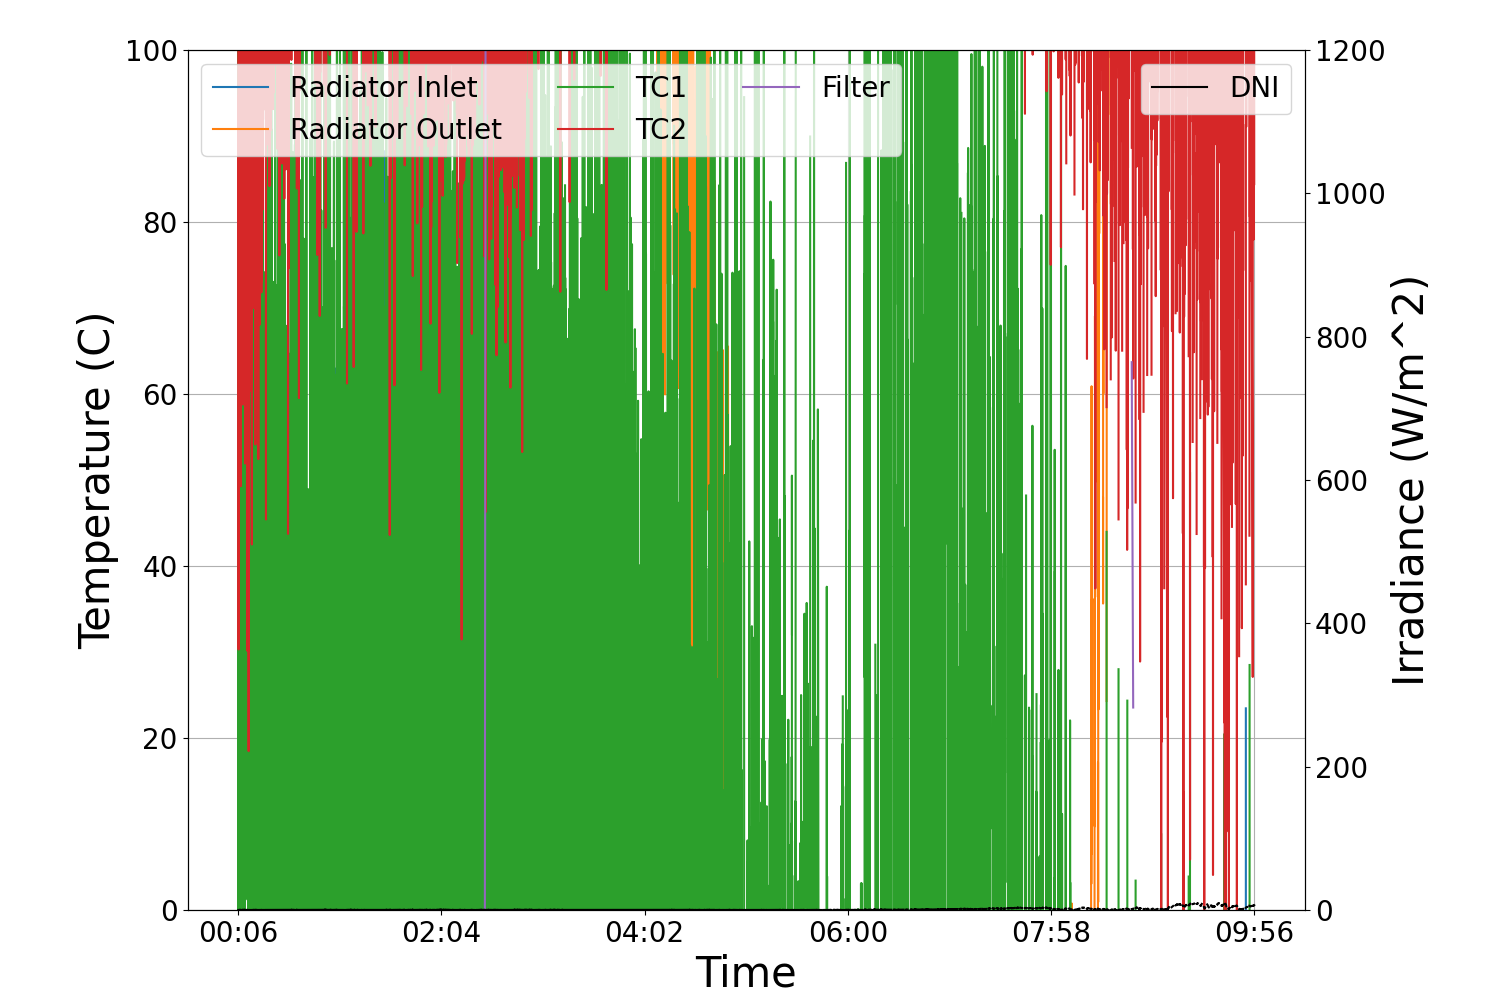 100
80
60
40
20
0
Temperature (C)
Radiator Inlet
Radiator Outlet
TC1
TC2
Filter
DNI
1200
1000
800
600
400
200
0
Irradiance (W/m^2)
00:06
02:04
04:02
06:00
07:58
09:56
Time